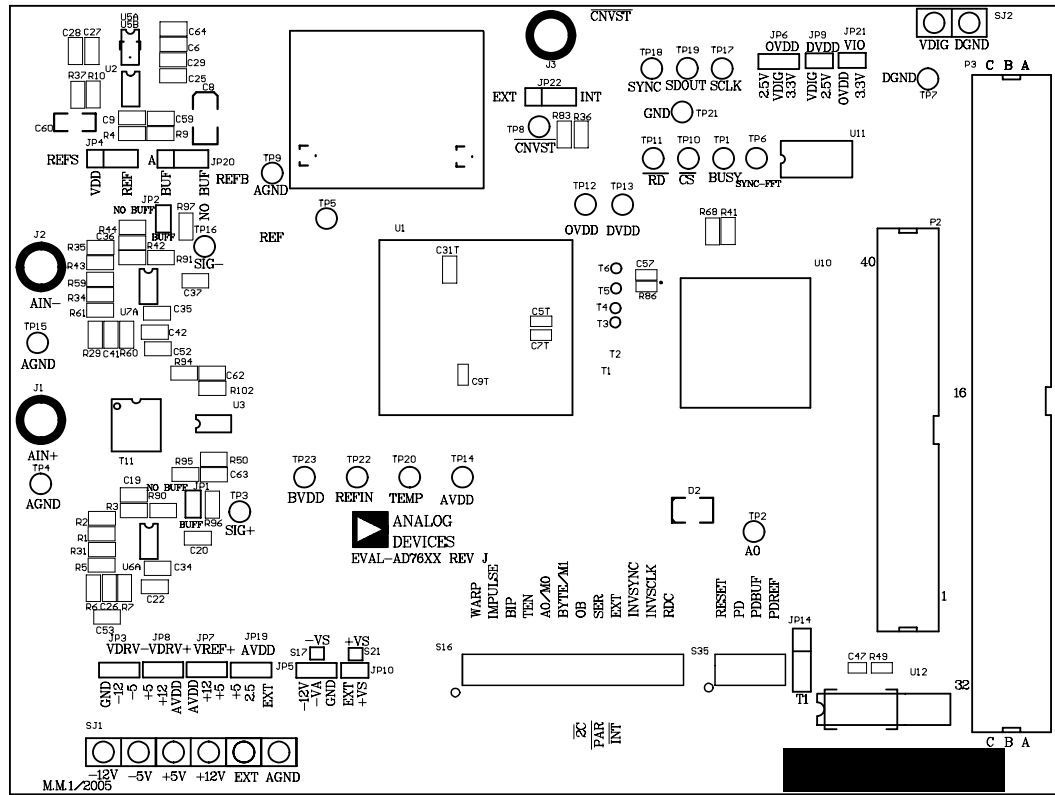 U5A
U5B
C28 C27
C64
C6
C29
C25
U2
R37 R10
C8
C9
C59
C60
R4
R9
JP4
REFS
A
JP20
VDD
REF
BUF
NO BUF
REFB
CNVST
J3
JP22
EXT
INT
TP8
R83
R36
CNVST
TP18
TP19
TP17
SYNC
SDOUT
SCLK
GND
TP21
JP6
OVDD
JP9
DVDD
JP21
VIO
2.5V
VDIG
3.3V
VDIG
2.5V
OVDD
3.3V
SJ2
VDIG
DGND
DGND
TP7
P3
C B A
TP11
TP10
TP1
TP6
U11
RD
CS
BUSY
SYNC-FFT
TP9
AGND
TP5
REF
TP12
TP13
OVDD
DVDD
JP2
NO BUFF
R97
R44
C36
BUFF
TP16
J2
R35
R42
R43
R91
SIG-
R59
C37
R34
AIN-
R61
U7A
C35
TP15
C42
AGND
R29
C41
R60
C52
R94
C62
R102
J1
U3
AIN+
T11
TP4
AGND
R95
R50
C63
C19
NO BUFF
JP1
R90
R3
TP3
R2
BUFF
R96
SIG+
R1
R31
C20
R5
U6A
C34
R6
C26
R7
C22
C53
U1
C31T
C5T
C7T
C9T
T6
T5
T4
T3
T2
T1
C57
R86
R68
R41
U10
P2
40
16
1
32
TP23
TP22
TP20
TP14
BVDD
REFIN
TEMP
AVDD
ANALOG
DEVICES
EVAL-AD76XX REV J
D2
TP2
A0
WARP
IMPULSE
BIP
TEN
A0/M0
BYTE/M1
OB
SER
EXT
INVSYNC
INVSCLK
RDC
RESET
PD
PDBUF
PDREF
S16
S35
JP14
T1
C47
R49
U12
I2C
PAR
INT
JP3
JP8
JP7
JP19
VDRV-
VDRV+
VREF+
AVDD
JP5
-VS
+VS
S17
S21
JP10
GND
-12
-5
+5
+12
AVDD
AVDD
+12
+5
+5
2.5
EXT
-12V
-VA
GND
EXT
+VS
SJ1
-12V
-5V
+5V
+12V
EXT
AGND
M.M.1/2005
C B A